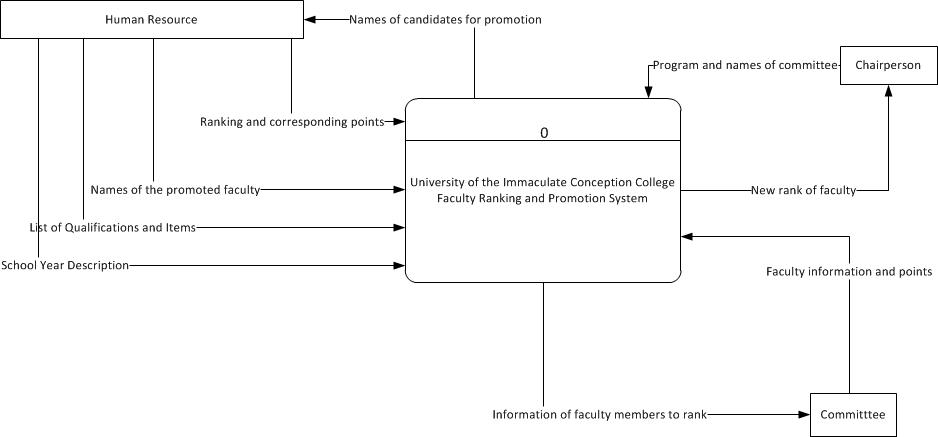 Human Resource
Names of candidates for promotion
Program and names of committee
Chairperson
Ranking and corresponding points
0
University of the Immaculate Conception College
Faculty Ranking and Promotion System
Names of the promoted faculty
New rank of faculty
List of Qualifications and Items
School Year Description
Faculty information and points
Information of faculty members to rank
Committtee